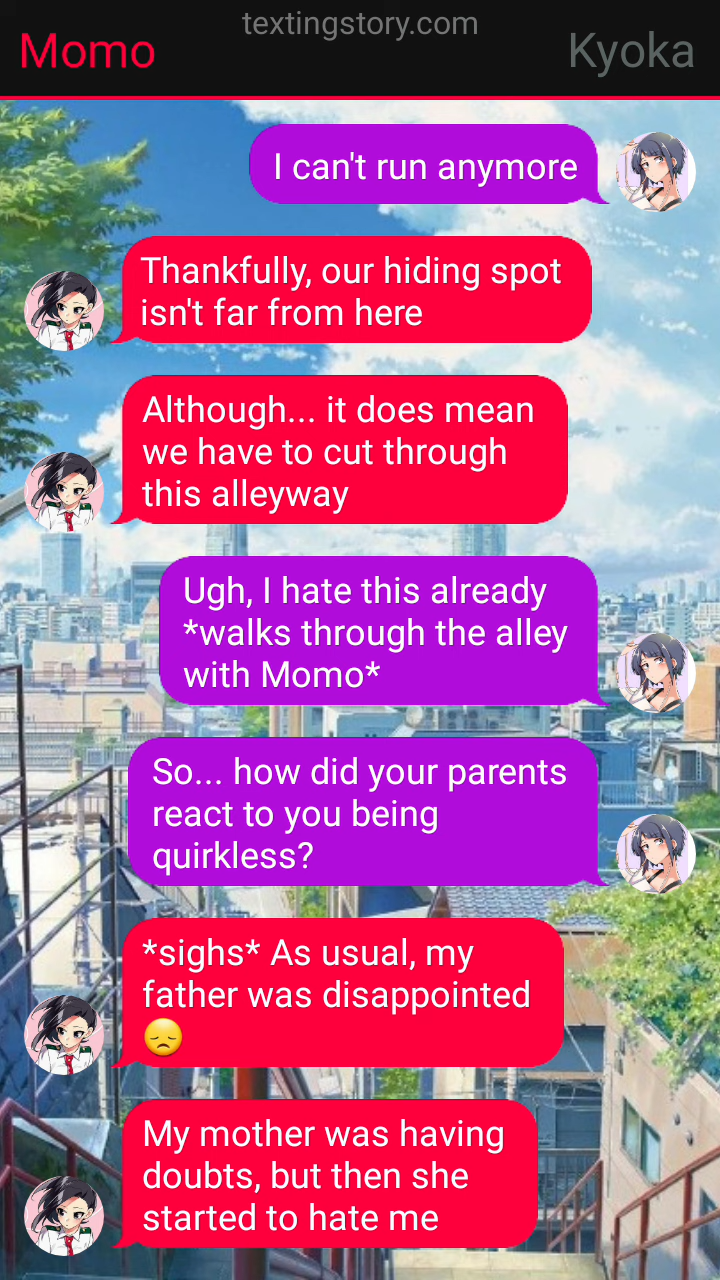 textingstory.com
Momo
Kyoka
I can't run anymore
Thankfully, our hiding spot
isn't far from here
Although... it does mean
we have to cut through
this alleyway
Ugh, I hate this already
*walks through the alley
with Momo*
So... how did your parents
react to you being
quirkless?
*sighs* As usual, my
father was disappointed
😞
My mother was having
doubts, but then she
started to hate me